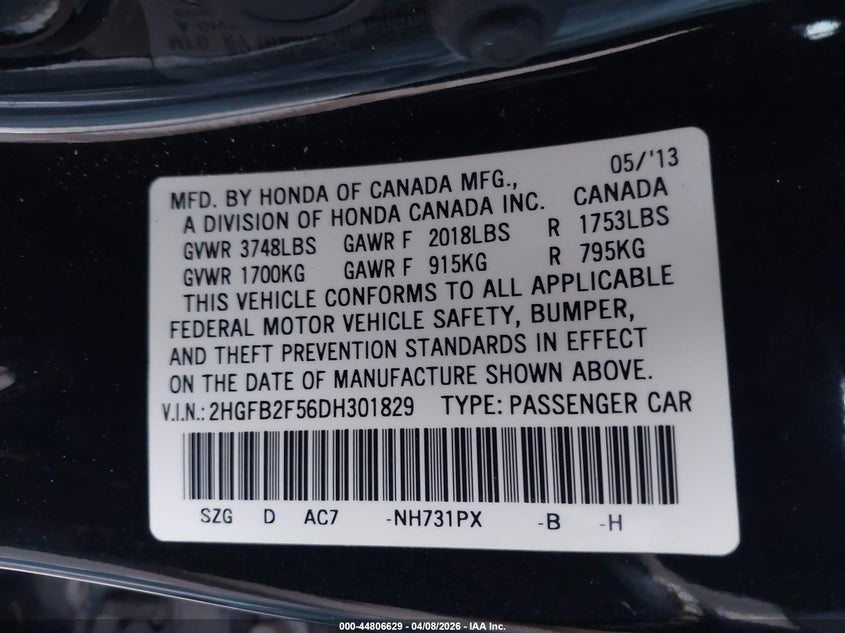 MFD. BY HONDA OF CANADA MFG., 05/'13
A DIVISION OF HONDA CANADA INC. CANADA
GVWR 3748LBS GAWR F 2018LBS R 1753LBS
GVWR 1700KG GAWR F 915KG R 795KG
THIS VEHICLE CONFORMS TO ALL APPLICABLE
FEDERAL MOTOR VEHICLE SAFETY, BUMPER,
AND THEFT PREVENTION STANDARDS IN EFFECT
ON THE DATE OF MANUFACTURE SHOWN ABOVE.
V.I.N.: 2HGFB2F56DH301829 TYPE: PASSENGER CAR
SZG D AC7 -NH731PX -B -H
000-44806629 - 04/08/2026 - IAA Inc.